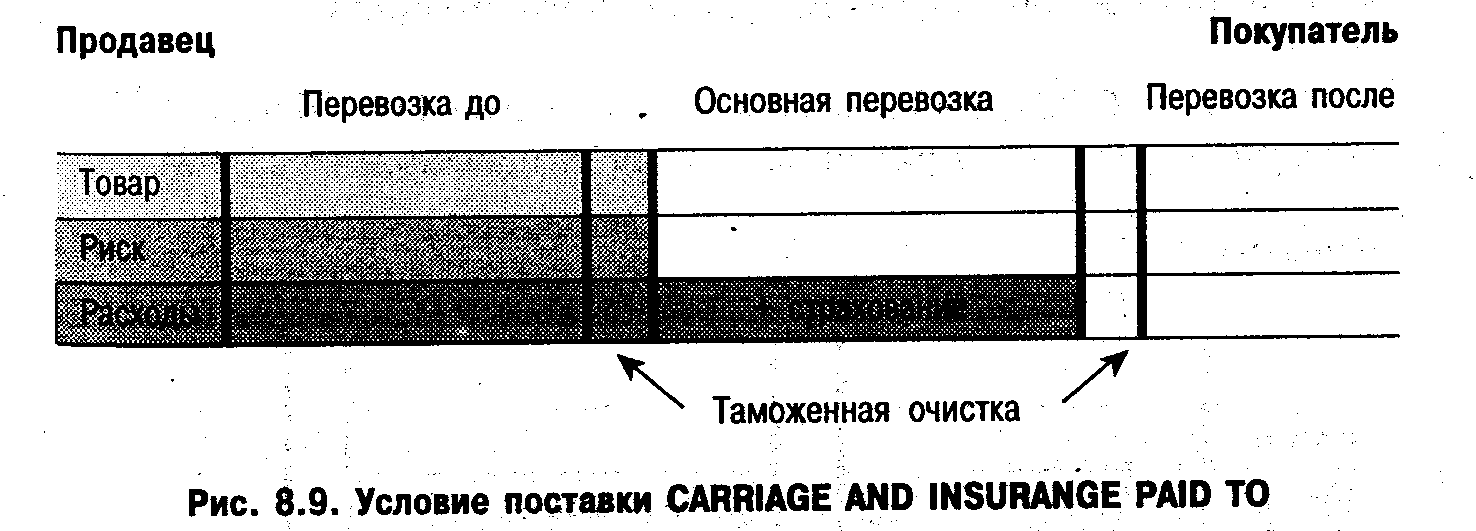 Продавец
Покупатель
Перевозка до
Основная перевозка
Перевозка после
Товар
Риск
Расходы
+ страхование
Таможенная очистка
Рис. 8.9. Условие поставки CARRIAGE AND INSURANGE PAID TO